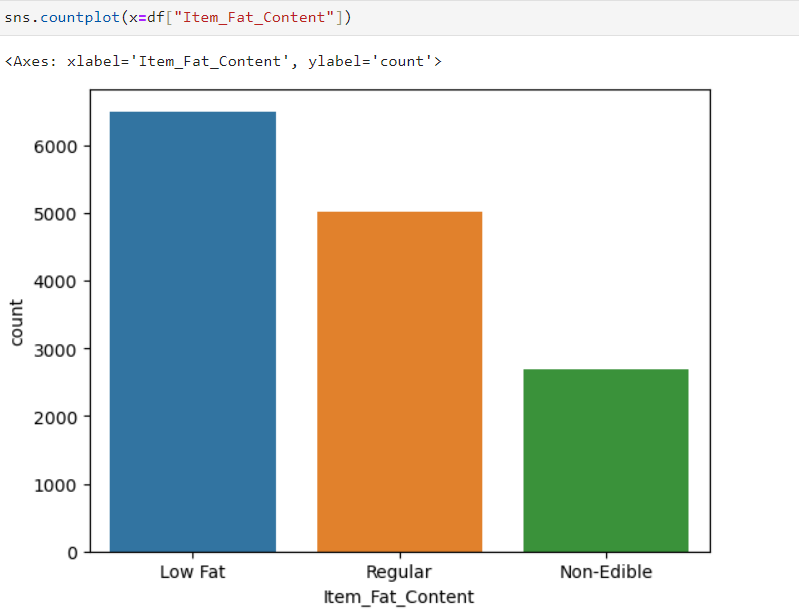 sns.countplot(x=df["Item_Fat_Content"])
<Axes: xlabel='Item_Fat_Content', ylabel='count'>
6000
5000
4000
3000
2000
1000
0
count
Low Fat Regular Non-Edible
Item_Fat_Content